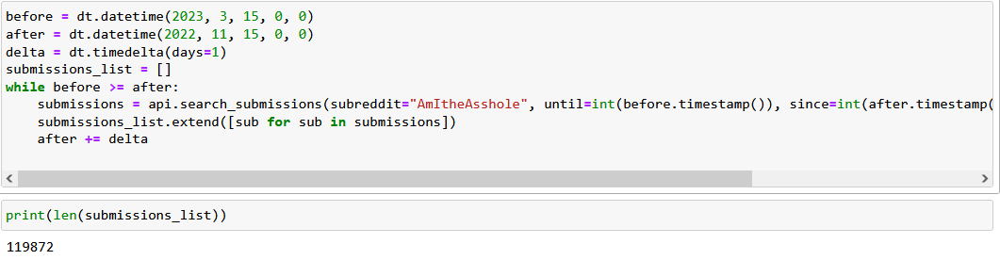 before = dt.datetime(2023, 3, 15, 0, 0)
after = dt.datetime(2022, 11, 15, 0, 0)
delta = dt.timedelta(days=1)
submissions_list = []
while before >= after:
    submissions = api.search_submissions(subreddit="AmItheAsshole", until=int(before.timestamp()), since=int(after.timestamp(
    submissions_list.extend([sub for sub in submissions])
    after += delta
print(len(submissions_list))
119872